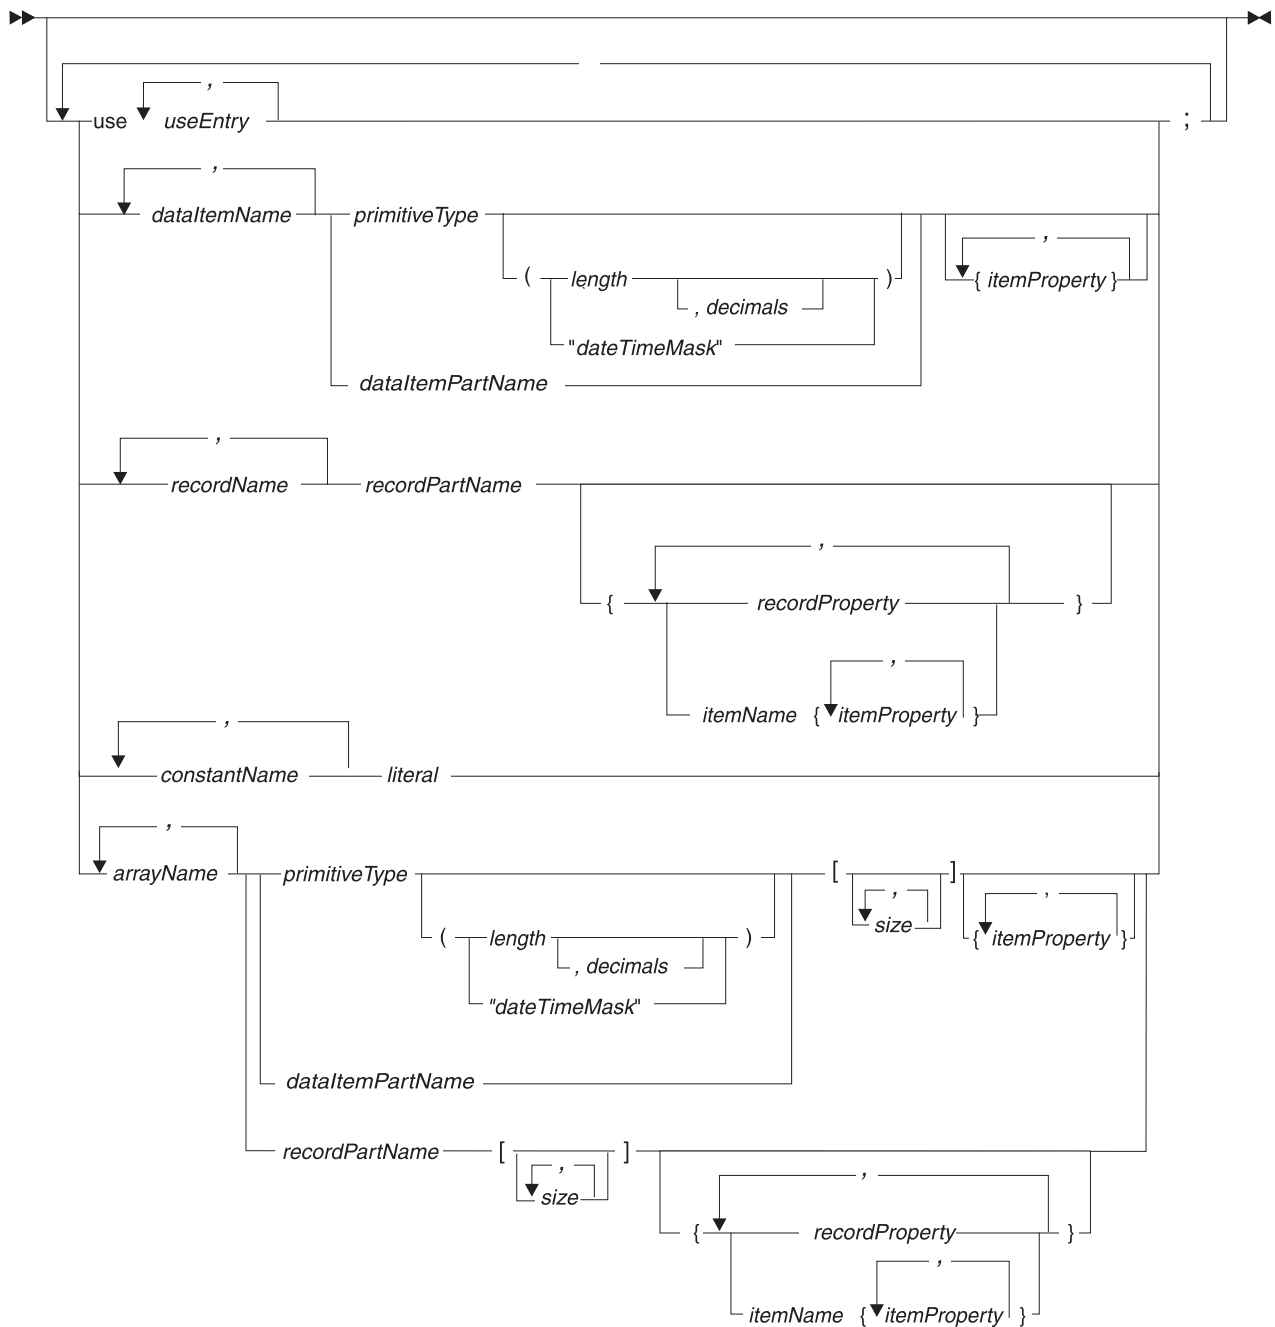 ,
use useEntry ;
,
dataItemName primitiveType
,
( length ) { itemProperty }
, decimals
"dateTimeMask"
dataItemPartName
,
recordName recordPartName
,
{ recordProperty }
,
itemName { itemProperty }
,
constantName literal
,
arrayName primitiveType [ ]
, ,
size
( length ) { itemProperty }
, decimals
"dateTimeMask"
dataItemPartName
recordPartName [ ]
, ,
size
{ recordProperty }
,
itemName { itemProperty }